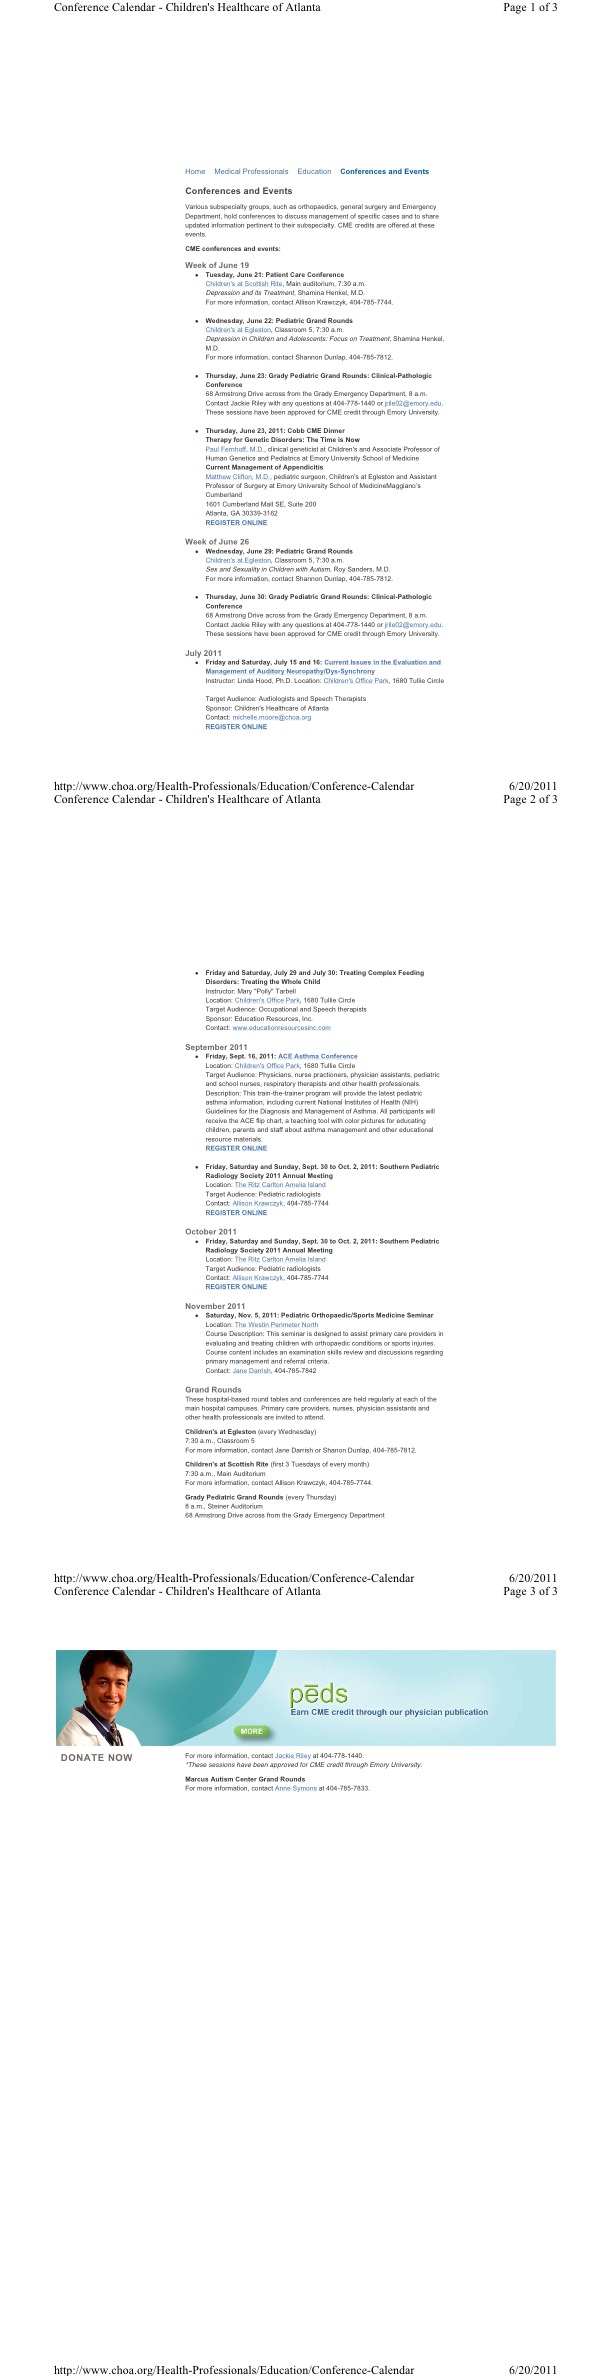 Conference Calendar - Children's Healthcare of Atlanta Page 1 of 3
Home Medical Professionals Education Conferences and Events
Conferences and Events
Various subspecialty groups, such as orthopaedics, general surgery and Emergency
Department, hold conferences to discuss management of specific cases and to share
updated information pertinent to their subspecialty. CME credits are offered at these
events.
CME conferences and events:
Week of June 19
• Tuesday, June 21: Patient Care Conference
Children's at Scottish Rite, Main auditorium, 7:30 a.m.
Depression and its Treatment, Shamina Henkel, M.D.
For more information, contact Allison Krawczyk, 404-785-7744.
• Wednesday, June 22: Pediatric Grand Rounds
Children's at Egleston, Classroom 5, 7:30 a.m.
Depression in Children and Adolescents: Focus on Treatment, Shamina Henkel,
M.D.
For more information, contact Shannon Dunlap, 404-785-7812.
• Thursday, June 23: Grady Pediatric Grand Rounds: Clinical-Pathologic
Conference
68 Armstrong Drive across from the Grady Emergency Department, 8 a.m.
Contact Jackie Riley with any questions at 404-778-1440 or jrile02@emory.edu.
These sessions have been approved for CME credit through Emory University.
• Thursday, June 23, 2011: Cobb CME Dinner
Therapy for Genetic Disorders: The Time is Now
Paul Fernhoff, M.D., clinical geneticist at Children's and Associate Professor of
Human Genetics and Pediatrics at Emory University School of Medicine
Current Management of Appendicitis
Matthew Clifton, M.D., pediatric surgeon, Children's at Egleston and Assistant
Professor of Surgery at Emory University School of MedicineMaggiano's
Cumberland
1601 Cumberland Mall SE, Suite 200
Atlanta, GA 30339-3162
REGISTER ONLINE
Week of June 26
• Wednesday, June 29: Pediatric Grand Rounds
Children's at Egleston, Classroom 5, 7:30 a.m.
Sex and Sexuality in Children with Autism, Roy Sanders, M.D.
For more information, contact Shannon Dunlap, 404-785-7812.
• Thursday, June 30: Grady Pediatric Grand Rounds: Clinical-Pathologic
Conference
68 Armstrong Drive across from the Grady Emergency Department, 8 a.m.
Contact Jackie Riley with any questions at 404-778-1440 or jrile02@emory.edu.
These sessions have been approved for CME credit through Emory University.
July 2011
• Friday and Saturday, July 15 and 16: Current Issues in the Evaluation and
Management of Auditory Neuropathy/Dys-Synchrony
Instructor: Linda Hood, Ph.D. Location: Children's Office Park, 1680 Tullie Circle
Target Audience: Audiologists and Speech Therapists
Sponsor: Children's Healthcare of Atlanta
Contact: michelle.moore@choa.org
REGISTER ONLINE
http://www.choa.org/Health-Professionals/Education/Conference-Calendar 6/20/2011
Conference Calendar - Children's Healthcare of Atlanta Page 2 of 3
• Friday and Saturday, July 29 and July 30: Treating Complex Feeding
Disorders: Treating the Whole Child
Instructor: Mary "Polly" Tarbell
Location: Children's Office Park, 1680 Tullie Circle
Target Audience: Occupational and Speech therapists
Sponsor: Education Resources, Inc.
Contact: www.educationresourcesinc.com
September 2011
• Friday, Sept. 16, 2011: ACE Asthma Conference
Location: Children's Office Park, 1680 Tullie Circle
Target Audience: Physicians, nurse practioners, physician assistants, pediatric
and school nurses, respiratory therapists and other health professionals.
Description: This train-the-trainer program will provide the latest pediatric
asthma information, including current National Institutes of Health (NIH)
Guidelines for the Diagnosis and Management of Asthma. All participants will
receive the ACE flip chart, a teaching tool with color pictures for educating
children, parents and staff about asthma management and other educational
resource materials.
REGISTER ONLINE
• Friday, Saturday and Sunday, Sept. 30 to Oct. 2, 2011: Southern Pediatric
Radiology Society 2011 Annual Meeting
Location: The Ritz Carlton Amelia Island
Target Audience: Pediatric radiologists
Contact: Allison Krawczyk, 404-785-7744
REGISTER ONLINE
October 2011
• Friday, Saturday and Sunday, Sept. 30 to Oct. 2, 2011: Southern Pediatric
Radiology Society 2011 Annual Meeting
Location: The Ritz Carlton Amelia Island
Target Audience: Pediatric radiologists
Contact: Allison Krawczyk, 404-785-7744
REGISTER ONLINE
November 2011
• Saturday, Nov. 5, 2011: Pediatric Orthopaedic/Sports Medicine Seminar
Location: The Westin Perimeter North
Course Description: This seminar is designed to assist primary care providers in
evaluating and treating children with orthopaedic conditions or sports injuries.
Course content includes an examination skills review and discussions regarding
primary management and referral criteria.
Contact: Jane Darrish, 404-785-7842
Grand Rounds
These hospital-based round tables and conferences are held regularly at each of the
main hospital campuses. Primary care providers, nurses, physician assistants and
other health professionals are invited to attend.
Children's at Egleston (every Wednesday)
7:30 a.m., Classroom 5
For more information, contact Jane Darrish or Shanon Dunlap, 404-785-7812.
Children's at Scottish Rite (first 3 Tuesdays of every month)
7:30 a.m., Main Auditorium
For more information, contact Allison Krawczyk, 404-785-7744.
Grady Pediatric Grand Rounds (every Thursday)
8 a.m., Steiner Auditorium
68 Armstrong Drive across from the Grady Emergency Department
http://www.choa.org/Health-Professionals/Education/Conference-Calendar 6/20/2011
Conference Calendar - Children's Healthcare of Atlanta Page 3 of 3
pēds
Earn CME credit through our physician publication
MORE
DONATE NOW
For more information, contact Jackie Riley at 404-778-1440.
*These sessions have been approved for CME credit through Emory University.
Marcus Autism Center Grand Rounds
For more information, contact Anne Symons at 404-785-7833.
http://www.choa.org/Health-Professionals/Education/Conference-Calendar 6/20/2011